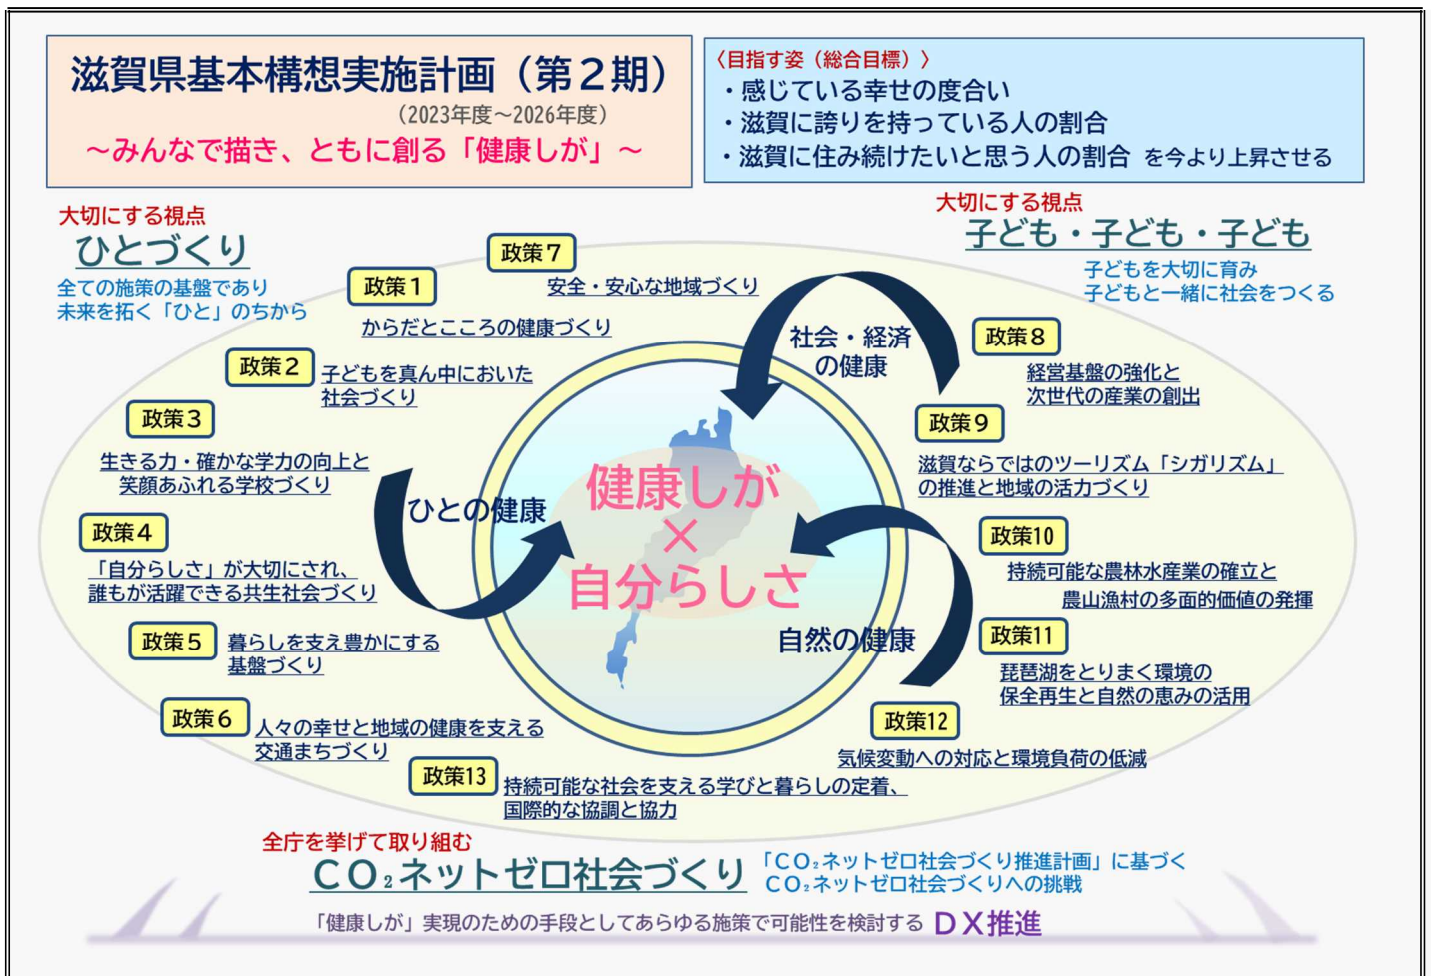 滋賀県基本構想実施計画（第２期）
（2023年度～2026年度）
～みんなで描き、ともに創る「健康しが」～
〈目指す姿（総合目標）〉
・感じている幸せの度合い
・滋賀に誇りを持っている人の割合
・滋賀に住み続けたいと思う人の割合 を今より上昇させる
大切にする視点
ひとづくり
全ての施策の基盤であり
未来を拓く「ひと」のちから
大切にする視点
子ども・子ども・子ども
子どもを大切に育み
子どもと一緒に社会をつくる
政策７
安全・安心な地域づくり
政策１
からだとこころの健康づくり
政策２
子どもを真ん中においた
社会づくり
政策３
生きる力・確かな学力の向上と
笑顔あふれる学校づくり
政策４
「自分らしさ」が大切にされ、
誰もが活躍できる共生社会づくり
政策５
暮らしを支え豊かにする
基盤づくり
政策６
人々の幸せと地域の健康を支える
交通まちづくり
政策13
持続可能な社会を支える学びと暮らしの定着、
国際的な協調と協力
社会・経済
の健康
ひとの健康
健康しが
×
自分らしさ
自然の健康
政策８
経営基盤の強化と
次世代の産業の創出
政策９
滋賀ならではのツーリズム「シガリズム」
の推進と地域の活力づくり
政策10
持続可能な農林水産業の確立と
農山漁村の多面的価値の発揮
政策11
琵琶湖をとりまく環境の
保全再生と自然の恵みの活用
政策12
気候変動への対応と環境負荷の低減
全庁を挙げて取り組む
ＣＯ₂ネットゼロ社会づくり
「ＣＯ₂ネットゼロ社会づくり推進計画」に基づく
ＣＯ₂ネットゼロ社会づくりへの挑戦
「健康しが」実現のための手段としてあらゆる施策で可能性を検討する ＤＸ推進